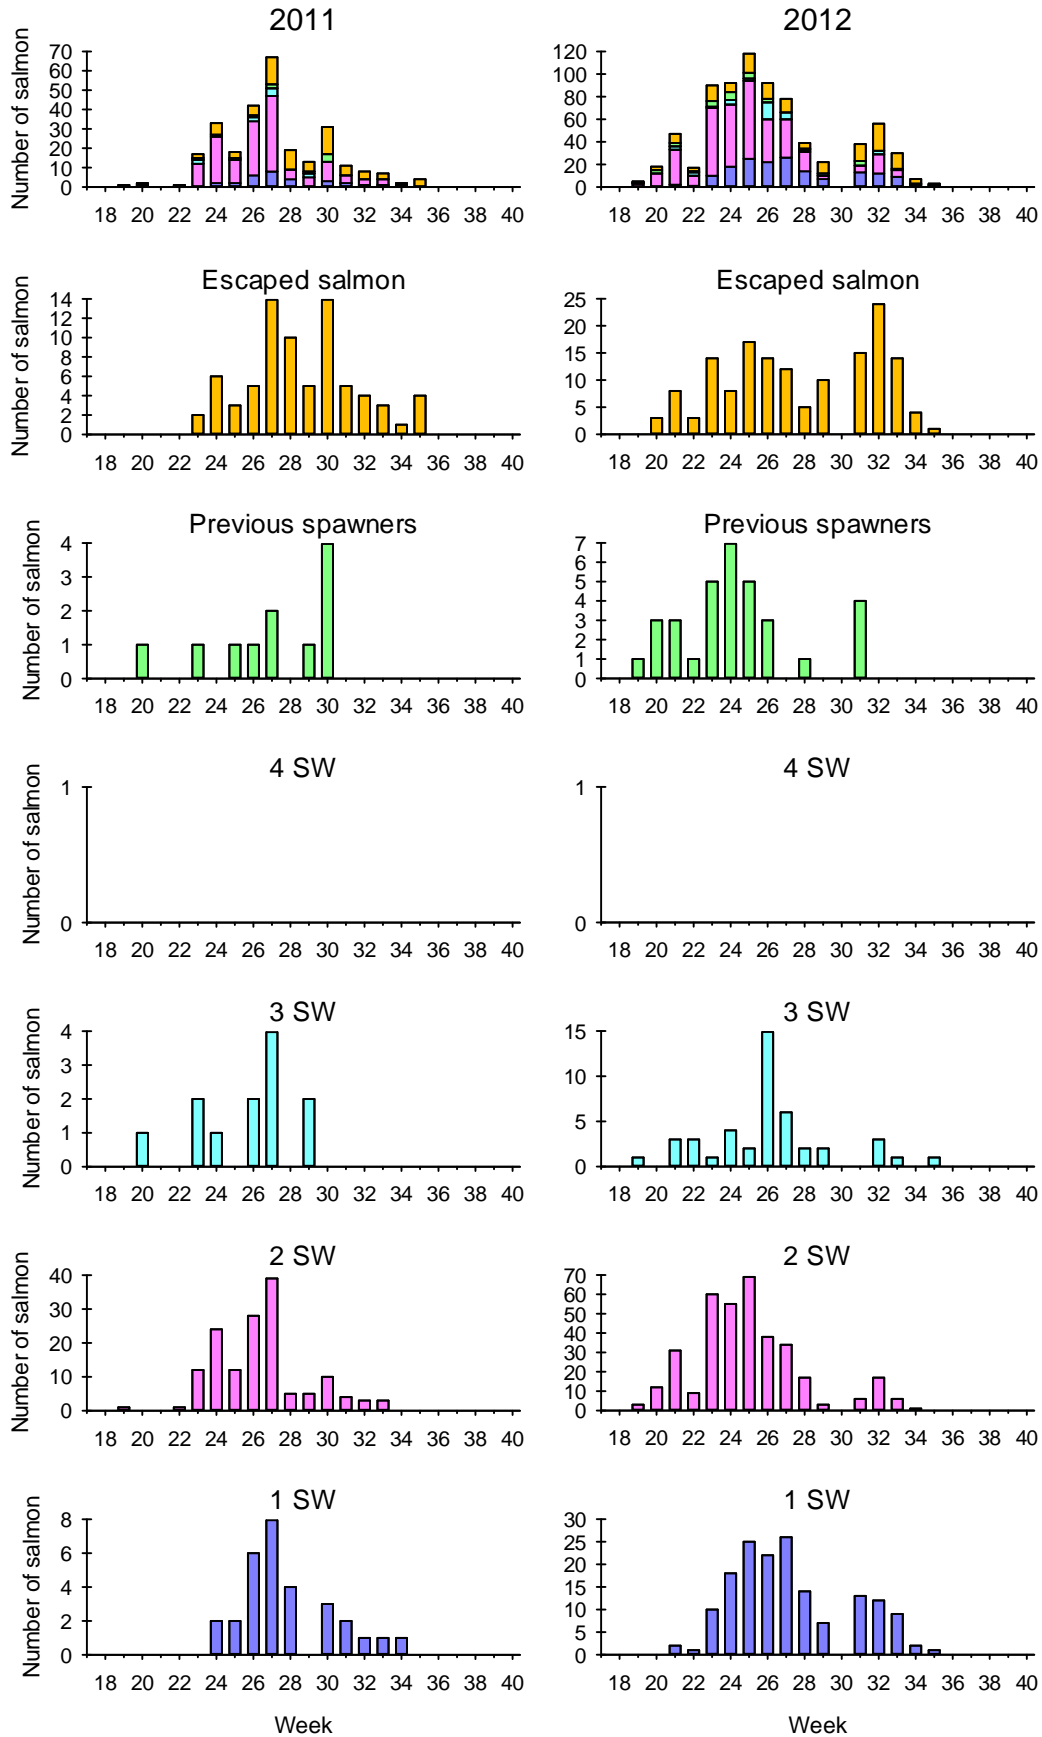 2011 2012
Number of salmon
70 60 50 40 30 20 10 0
18 20 22 24 26 28 30 32 34 36 38 40
120 100 80 60 40 20 0
18 20 22 24 26 28 30 32 34 36 38 40
Escaped salmon Escaped salmon
Number of salmon
14 12 10 8 6 4 2 0
18 20 22 24 26 28 30 32 34 36 38 40
25 20 15 10 5 0
18 20 22 24 26 28 30 32 34 36 38 40
Previous spawners Previous spawners
Number of salmon
4 3 2 1 0
18 20 22 24 26 28 30 32 34 36 38 40
7 6 5 4 3 2 1 0
18 20 22 24 26 28 30 32 34 36 38 40
4 SW 4 SW
Number of salmon
1 0
18 20 22 24 26 28 30 32 34 36 38 40
1 0
18 20 22 24 26 28 30 32 34 36 38 40
3 SW 3 SW
Number of salmon
4 3 2 1 0
18 20 22 24 26 28 30 32 34 36 38 40
15 10 5 0
18 20 22 24 26 28 30 32 34 36 38 40
2 SW 2 SW
Number of salmon
40 30 20 10 0
18 20 22 24 26 28 30 32 34 36 38 40
70 60 50 40 30 20 10 0
18 20 22 24 26 28 30 32 34 36 38 40
1 SW 1 SW
Number of salmon
8 6 4 2 0
18 20 22 24 26 28 30 32 34 36 38 40
30 25 20 15 10 5 0
18 20 22 24 26 28 30 32 34 36 38 40
Week Week